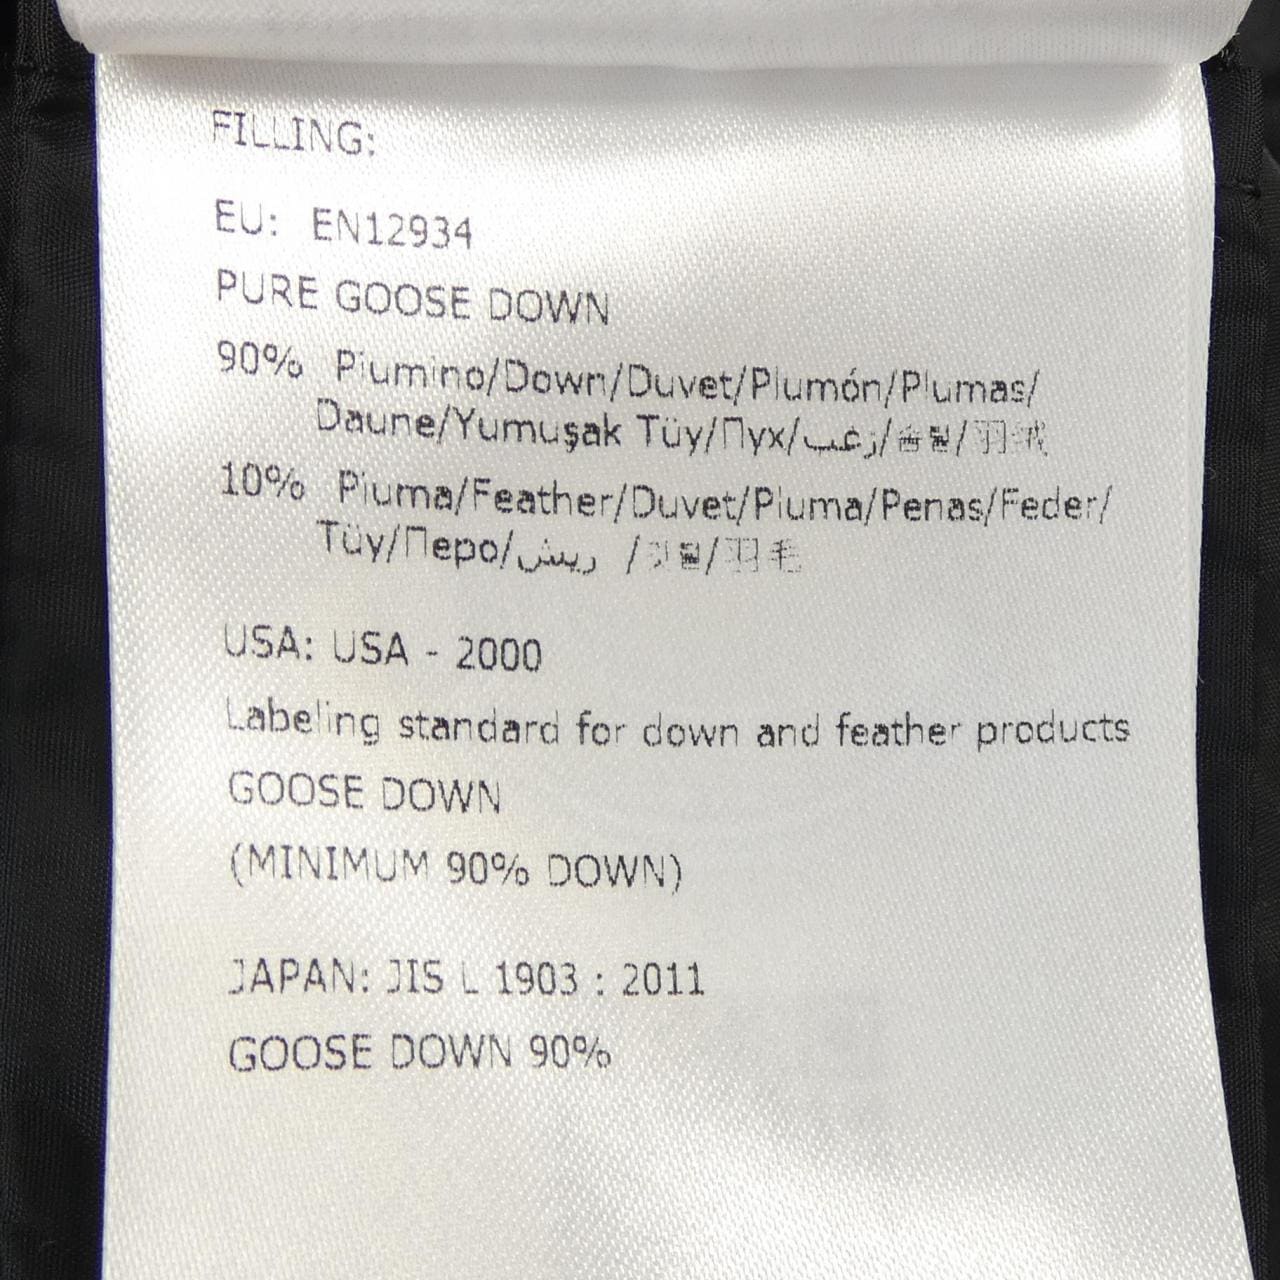 FILLING:
EU: EN12934
PURE GOOSE DOWN
90% Piumino/Down/Duvet/Plumón/Plumas/
Daune/Yumuşak Tüy/Пух/زغب/솜털/羽绒
10% Piuma/Feather/Duvet/Pluma/Penas/Feder/
Tüy/Перо/ريش /깃털/羽毛
USA: USA - 2000
Labeling standard for down and feather products
GOOSE DOWN
(MINIMUM 90% DOWN)
JAPAN: JIS L 1903 : 2011
GOOSE DOWN 90%